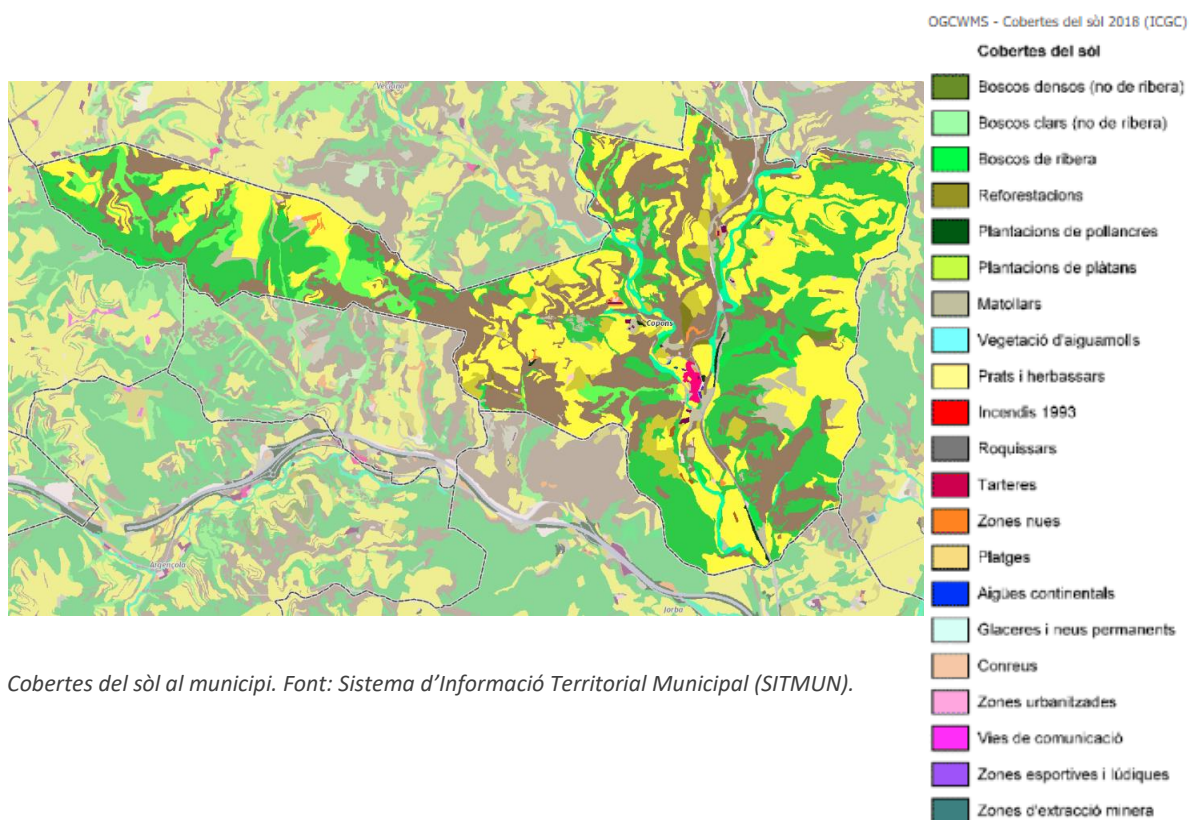 OGCWMS - Cobertes del sòl 2018 (ICGC)
Cobertes del sòl
Boscos densos (no de ribera)
Boscos clars (no de ribera)
Boscos de ribera
Reforestacions
Plantacions de pollancres
Plantacions de plàtans
Matollars
Vegetació d'aiguamolls
Prats i herbassars
Incendis 1993
Roquissars
Tarteres
Zones nues
Platges
Aigües continentals
Glaceres i neus permanents
Conreus
Zones urbanitzades
Vies de comunicació
Zones esportives i lúdiques
Zones d'extracció minera
Veciana
Copons
Argençola
Jorba
Cobertes del sòl al municipi. Font: Sistema d'Informació Territorial Municipal (SITMUN).